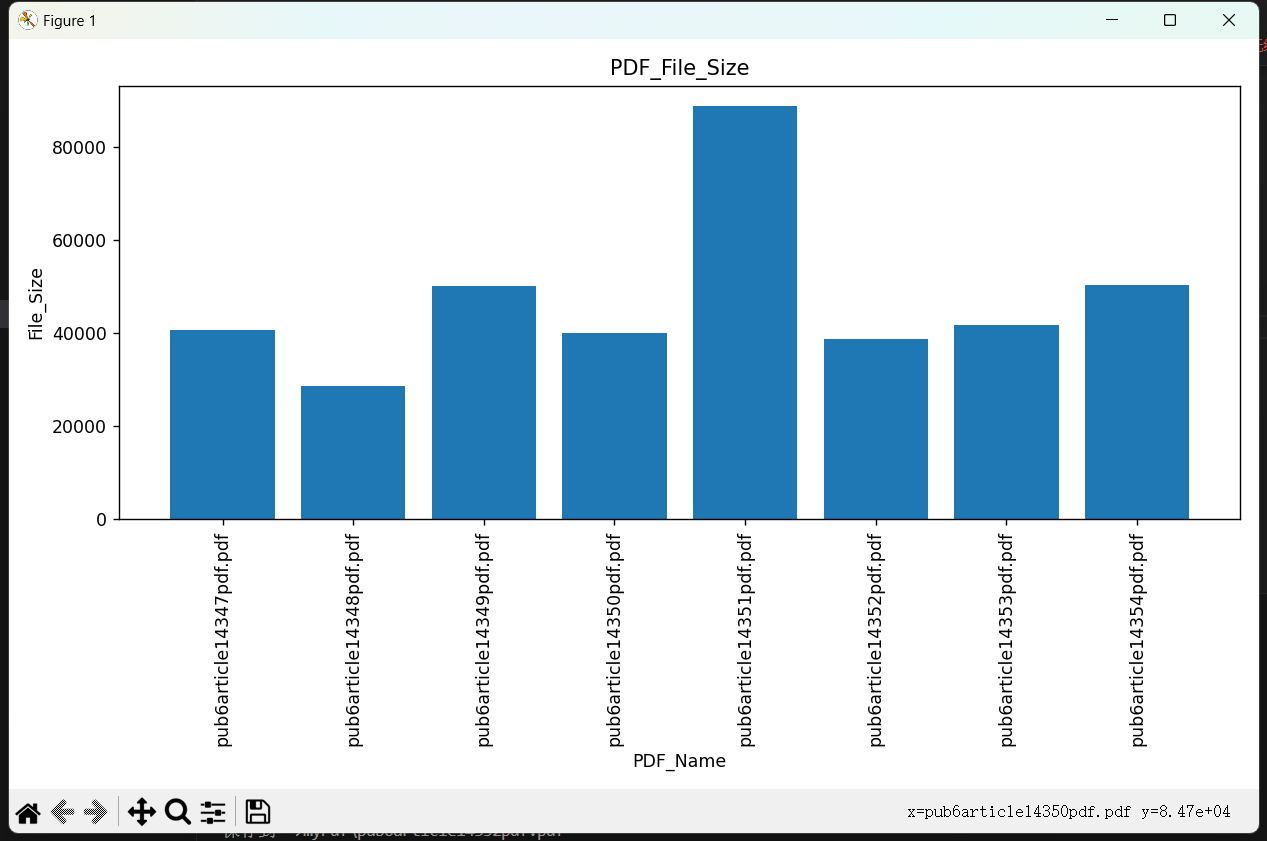 Figure 1
PDF_File_Size
80000
60000
40000
20000
0
File_Size
pub6article14347pdf.pdf
pub6article14348pdf.pdf
pub6article14349pdf.pdf
pub6article14350pdf.pdf
pub6article14351pdf.pdf
pub6article14352pdf.pdf
pub6article14353pdf.pdf
pub6article14354pdf.pdf
PDF_Name
x=pub6article14350pdf.pdf y=8.47e+04